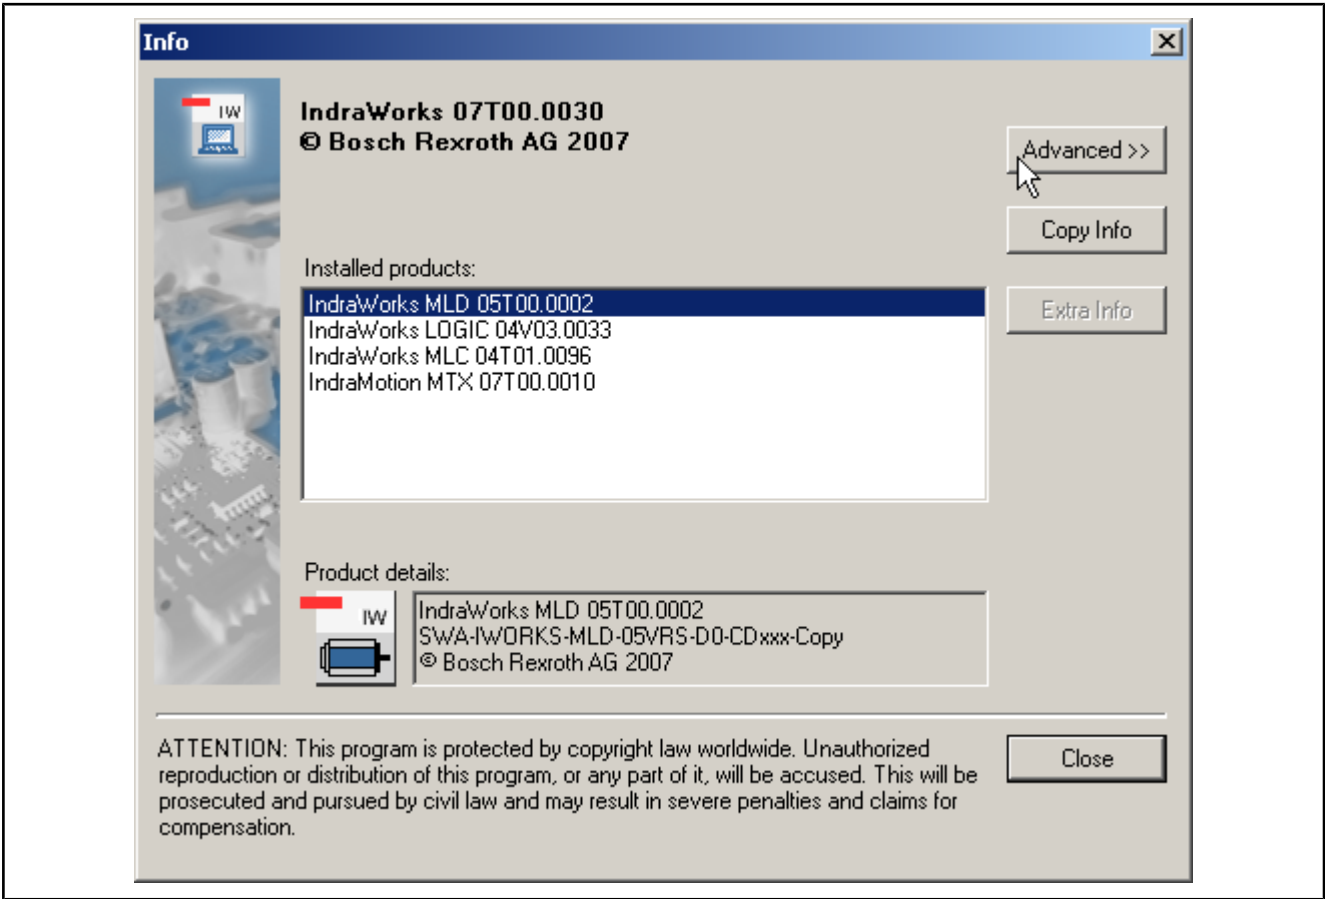 Info
IW
IndraWorks 07T00.0030
© Bosch Rexroth AG 2007
Advanced >>
Copy Info
Extra Info
Installed products:
IndraWorks MLD 05T00.0002
IndraWorks LOGIC 04V03.0033
IndraWorks MLC 04T01.0096
IndraMotion MTX 07T00.0010
Product details:
IW
IndraWorks MLD 05T00.0002
SWA-IWORKS-MLD-05VRS-D0-CDxxx-Copy
© Bosch Rexroth AG 2007
ATTENTION: This program is protected by copyright law worldwide. Unauthorized
reproduction or distribution of this program, or any part of it, will be accused. This will be
prosecuted and pursued by civil law and may result in severe penalties and claims for
compensation.
Close